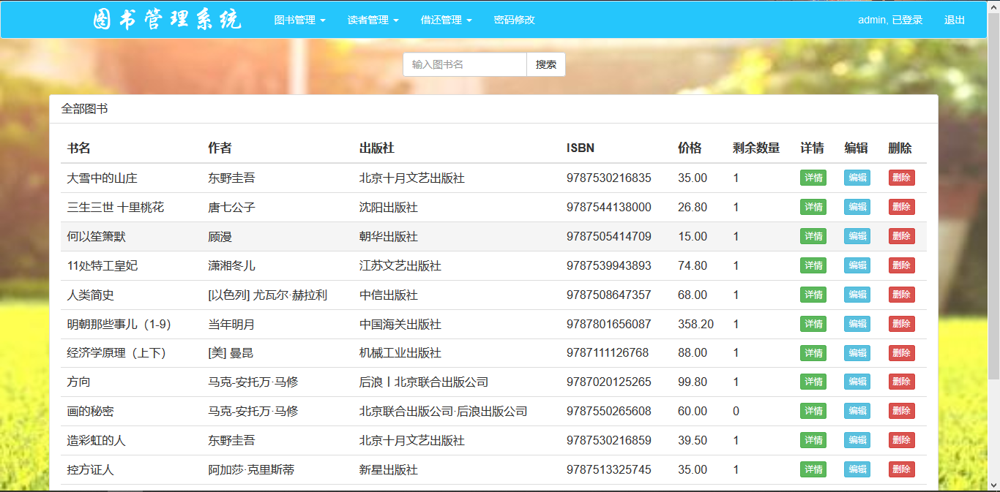 图书管理系统 图书管理 读者管理 借还管理 密码修改 admin, 已登录 退出
输入图书名 搜索
全部图书
书名 作者 出版社 ISBN 价格 剩余数量 详情 编辑 删除
大雪中的山庄 东野圭吾 北京十月文艺出版社 9787530216835 35.00 1 详情 编辑 删除
三生三世 十里桃花 唐七公子 沈阳出版社 9787544138000 26.80 1 详情 编辑 删除
何以笙箫默 顾漫 朝华出版社 9787505414709 15.00 1 详情 编辑 删除
11处特工皇妃 潇湘冬儿 江苏文艺出版社 9787539943893 74.80 1 详情 编辑 删除
人类简史 [以色列] 尤瓦尔·赫拉利 中信出版社 9787508647357 68.00 1 详情 编辑 删除
明朝那些事儿（1-9） 当年明月 中国海关出版社 9787801656087 358.20 1 详情 编辑 删除
经济学原理（上下） [美] 曼昆 机械工业出版社 9787111126768 88.00 1 详情 编辑 删除
方向 马克-安托万·马修 后浪丨北京联合出版公司 9787020125265 99.80 1 详情 编辑 删除
画的秘密 马克-安托万·马修 北京联合出版公司·后浪出版公司 9787550265608 60.00 0 详情 编辑 删除
造彩虹的人 东野圭吾 北京十月文艺出版社 9787530216859 39.50 1 详情 编辑 删除
控方证人 阿加莎·克里斯蒂 新星出版社 9787513325745 35.00 1 详情 编辑 删除